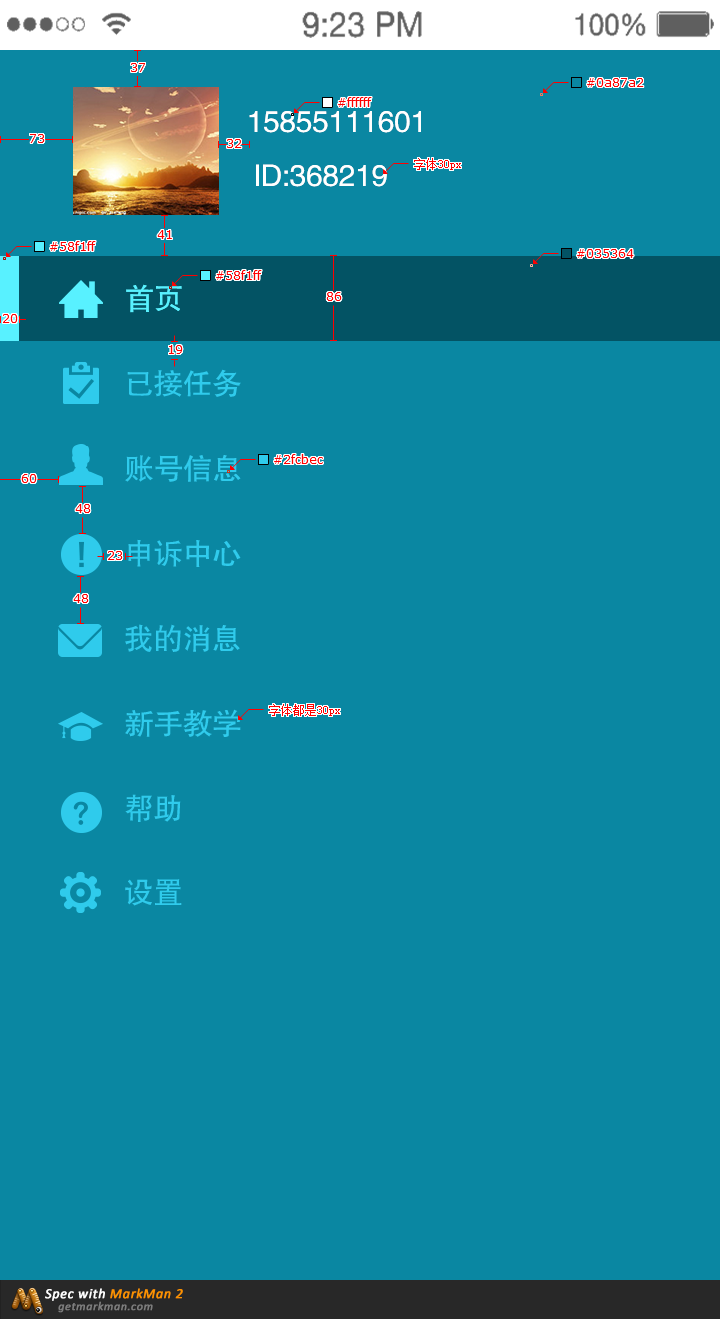 9:23 PM 100%
37
#0a87a2
#ffffff
15855111601
73
32
字体30px
ID:368219
41
#58f1ff
#035364
#58f1ff
首页
86
20
19
已接任务
#2fcbec
账号信息
60
48
申诉中心
23
48
我的消息
字体都是30px
新手教学
帮助
设置
Spec with MarkMan 2
getmarkman.com